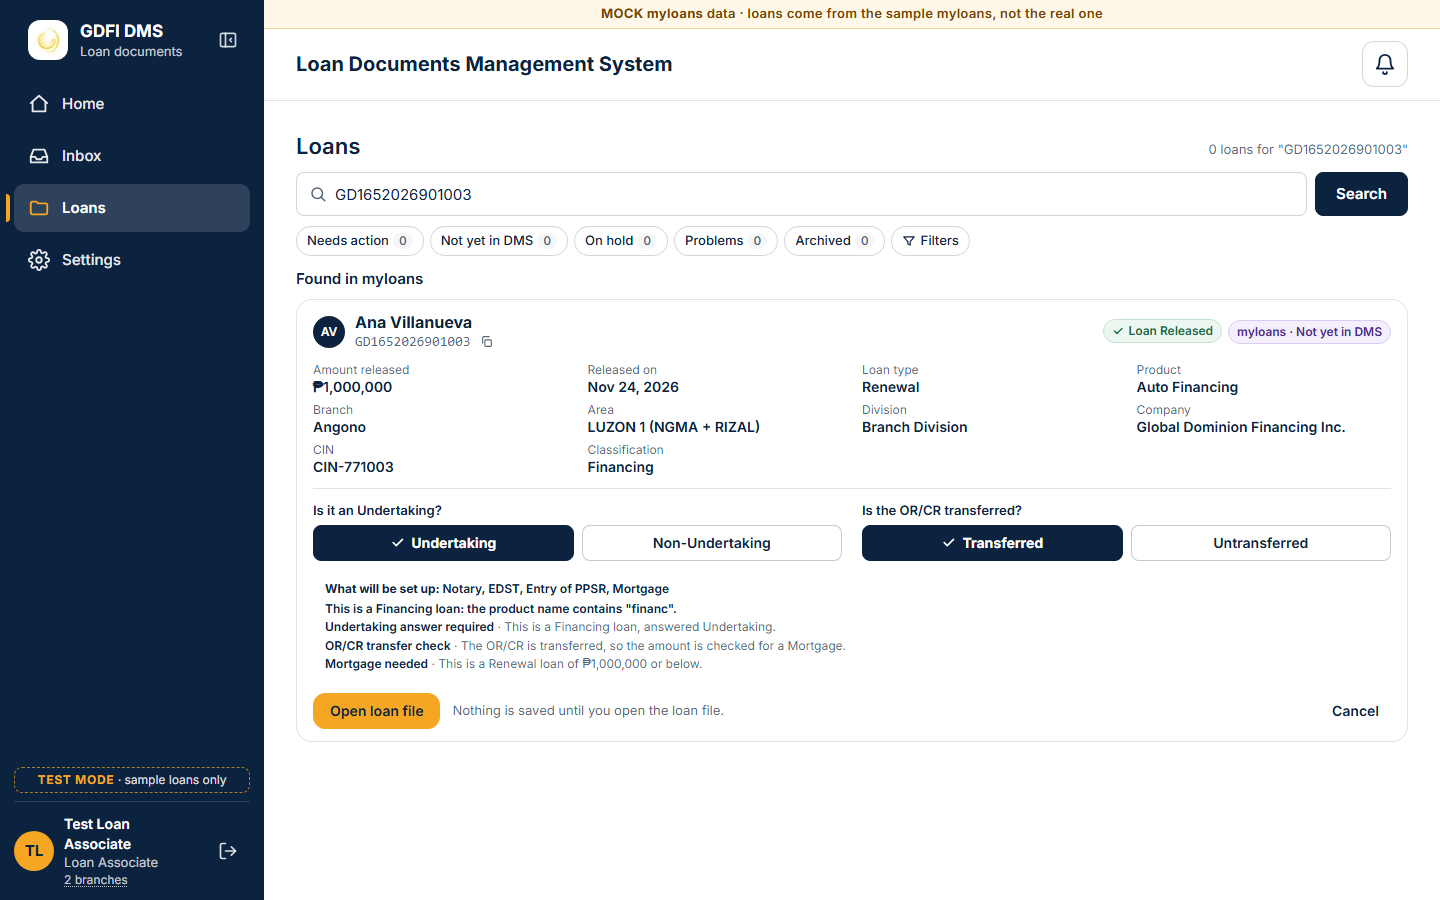 MOCK myloans data · loans come from the sample myloans, not the real one
GDFI DMS
Loan documents
Home
Inbox
Loans
Settings
TEST MODE · sample loans only
TL
Test Loan
Associate
Loan Associate
2 branches
Loan Documents Management System
Loans
0 loans for "GD1652026901003"
GD1652026901003
Search
Needs action 0
Not yet in DMS 0
On hold 0
Problems 0
Archived 0
Filters
Found in myloans
AV
Ana Villanueva
GD1652026901003
Loan Released
myloans · Not yet in DMS
Amount released
₱1,000,000
Released on
Nov 24, 2026
Loan type
Renewal
Product
Auto Financing
Branch
Angono
Area
LUZON 1 (NGMA + RIZAL)
Division
Branch Division
Company
Global Dominion Financing Inc.
CIN
CIN-771003
Classification
Financing
Is it an Undertaking?
Undertaking
Non-Undertaking
Is the OR/CR transferred?
Transferred
Untransferred
What will be set up: Notary, EDST, Entry of PPSR, Mortgage
This is a Financing loan: the product name contains "financ".
Undertaking answer required · This is a Financing loan, answered Undertaking.
OR/CR transfer check · The OR/CR is transferred, so the amount is checked for a Mortgage.
Mortgage needed · This is a Renewal loan of ₱1,000,000 or below.
Open loan file
Nothing is saved until you open the loan file.
Cancel